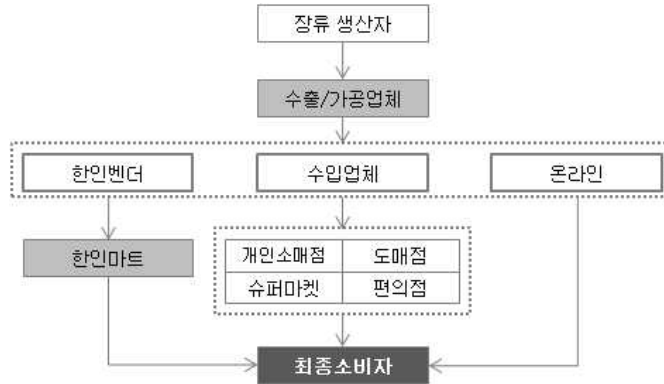 장류 생산자
수출/가공업체
한인벤더 수입업체 온라인
한인마트
개인소매점 도매점
슈퍼마켓 편의점
최종소비자